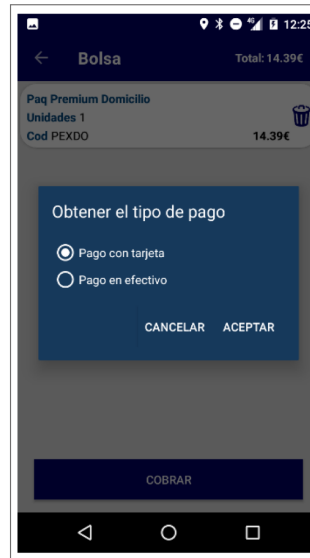 12:25
Bolsa
Total: 14.39€
Paq Premium Domicilio
Unidades 1
Cod PEXDO
14.39€
Obtener el tipo de pago
Pago con tarjeta
Pago en efectivo
CANCELAR ACEPTAR
COBRAR